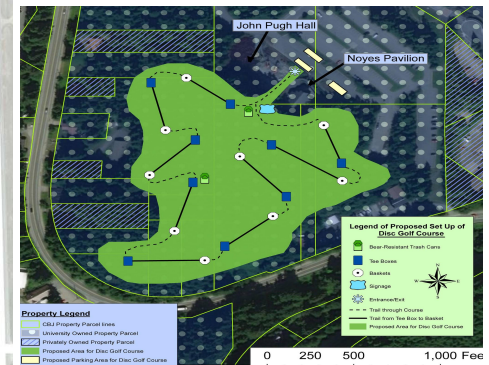 John Pugh Hall
Noyes Pavilion
Legend of Proposed Set Up of
Disc Golf Course
Bear-Resistant Trash Cans
Tee Boxes
Baskets
Signage
Entrance/Exit
Trail through Course
Trail from Tee Box to Basket
Proposed Area for Disc Golf Course
N
W
E
S
Property Legend
CBJ Property Parcel lines
University Owned Property Parcel
Privately Owned Property Parcel
Proposed Area for Disc Golf Course
Proposed Parking Area for Disc Golf Course
0 250 500 1,000 Fee